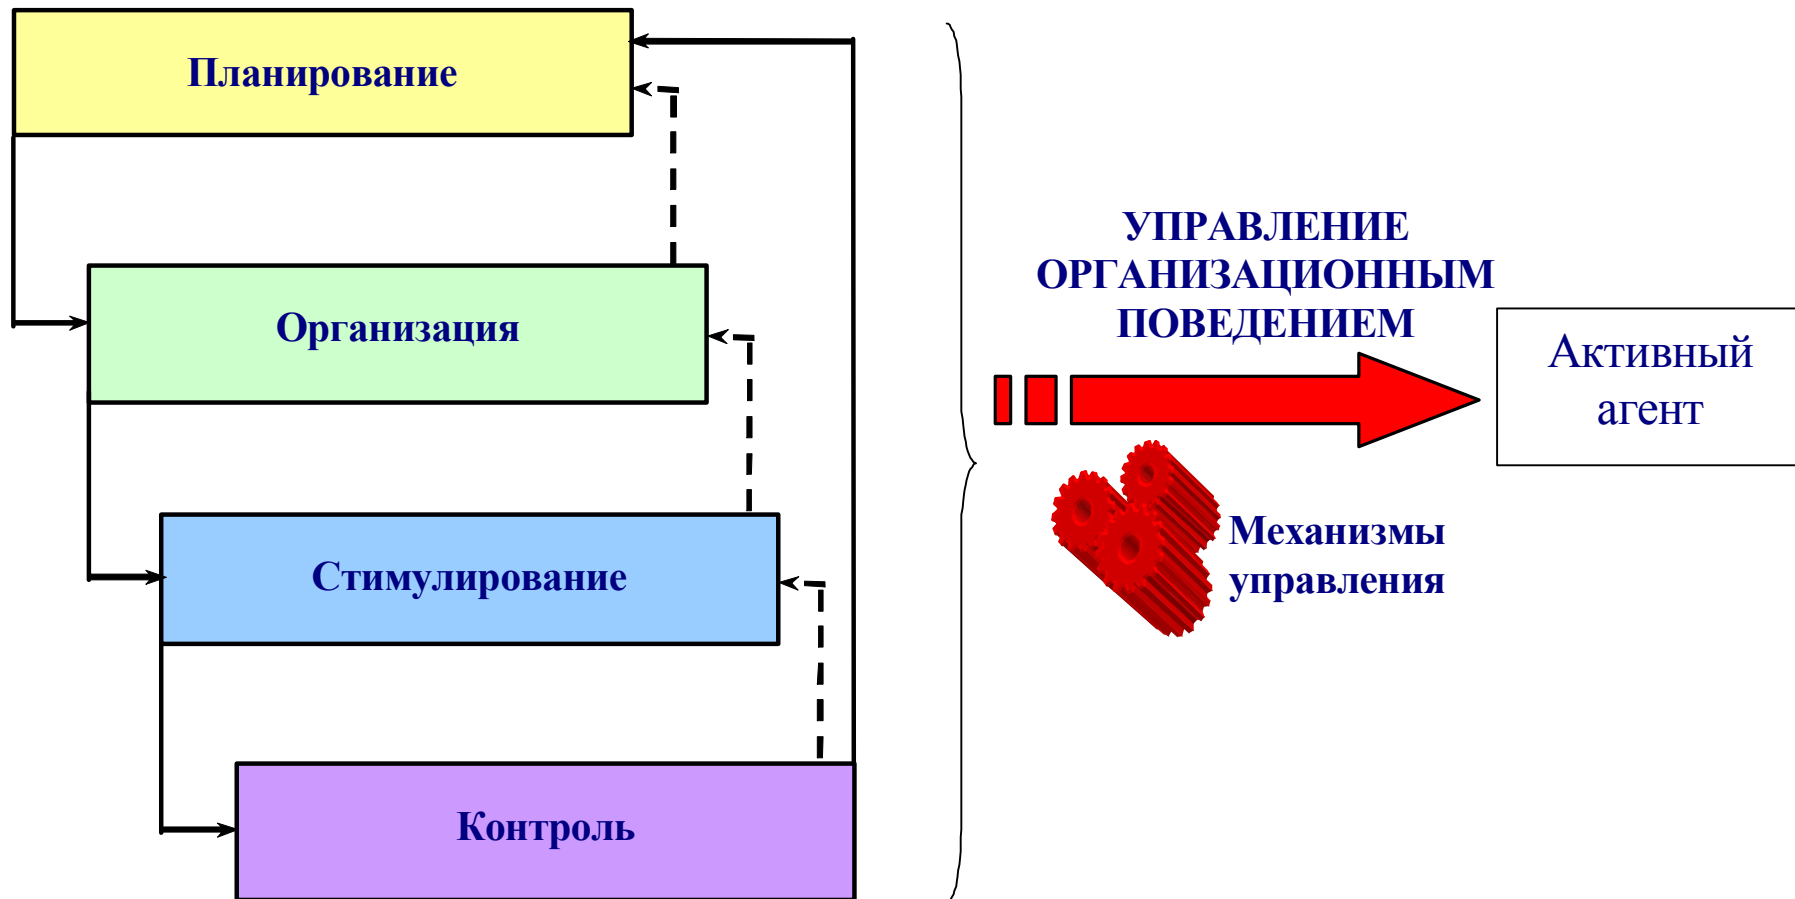 Планирование
Организация
Стимулирование
Контроль
УПРАВЛЕНИЕ
ОРГАНИЗАЦИОННЫМ
ПОВЕДЕНИЕМ
Механизмы
управления
Активный
агент